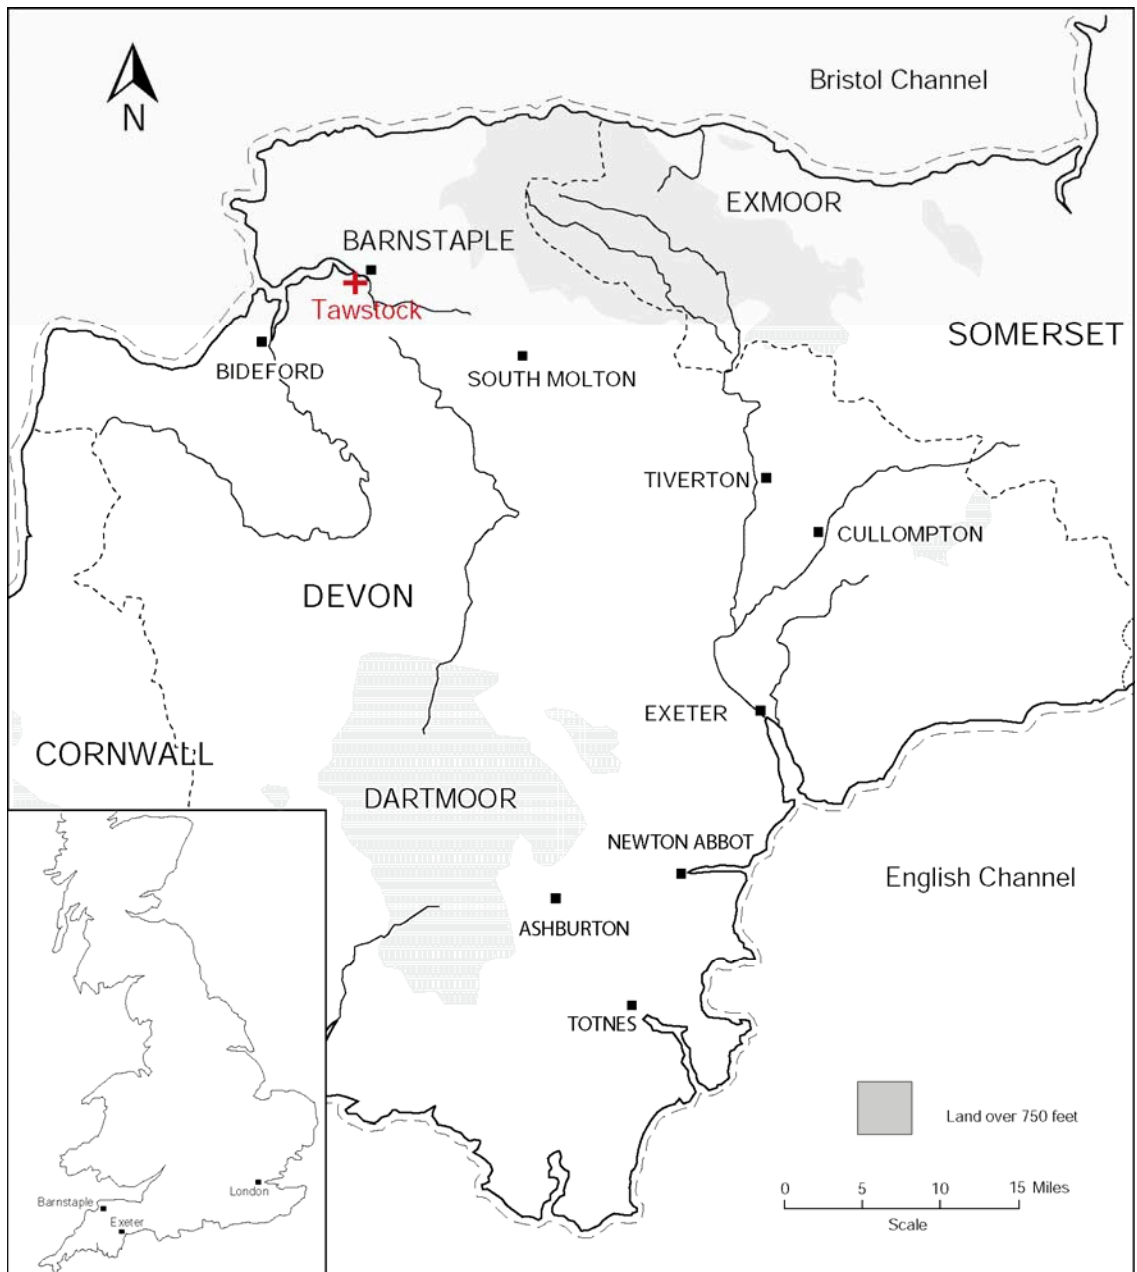 Bristol Channel
N
EXMOOR
BARNSTAPLE
Tawstock
SOMERSET
BIDEFORD
SOUTH MOLTON
TIVERTON
CULLOMPTON
DEVON
EXETER
CORNWALL
DARTMOOR
NEWTON ABBOT
English Channel
ASHBURTON
TOTNES
Land over 750 feet
0 5 10 15 Miles
Scale
London
Barnstaple
Exeter